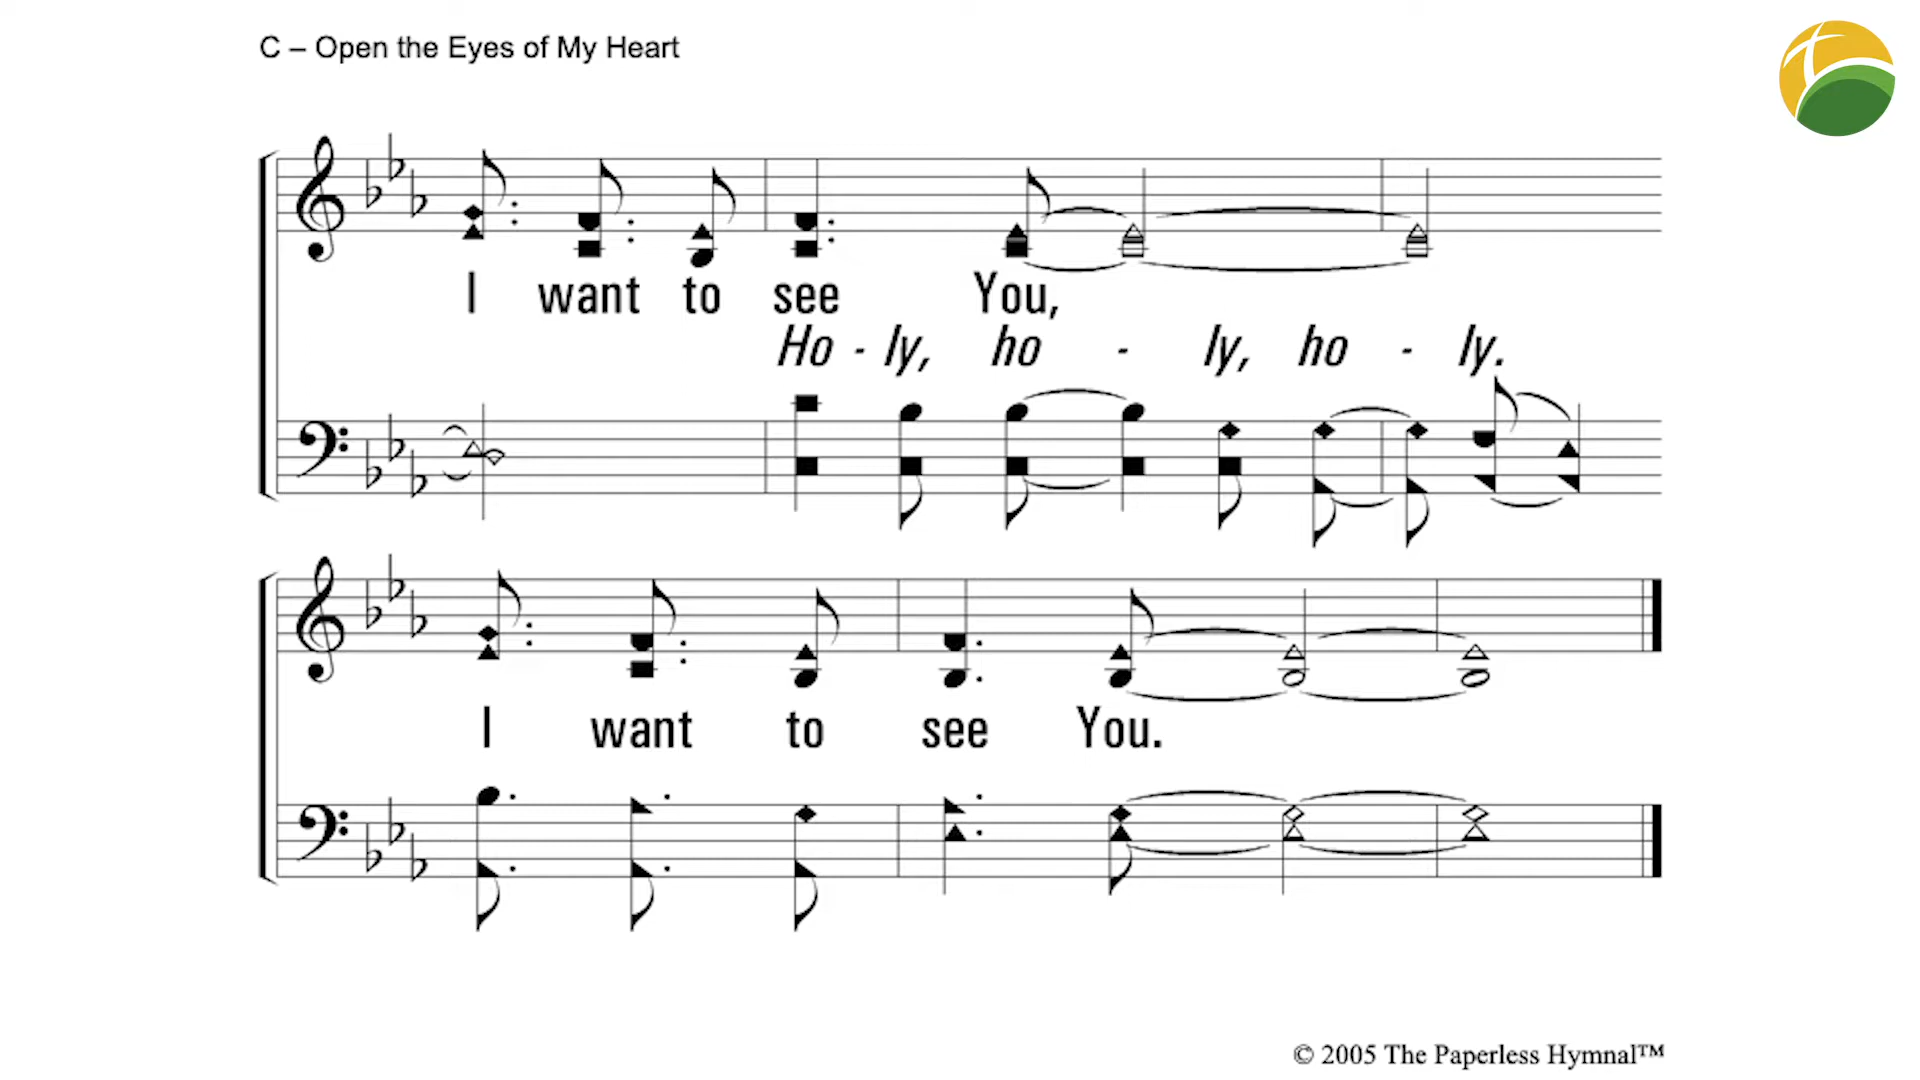 C – Open the Eyes of My Heart
I want to see You,
Ho - ly, ho - ly, ho - ly.
I want to see You.
© 2005 The Paperless Hymnal™